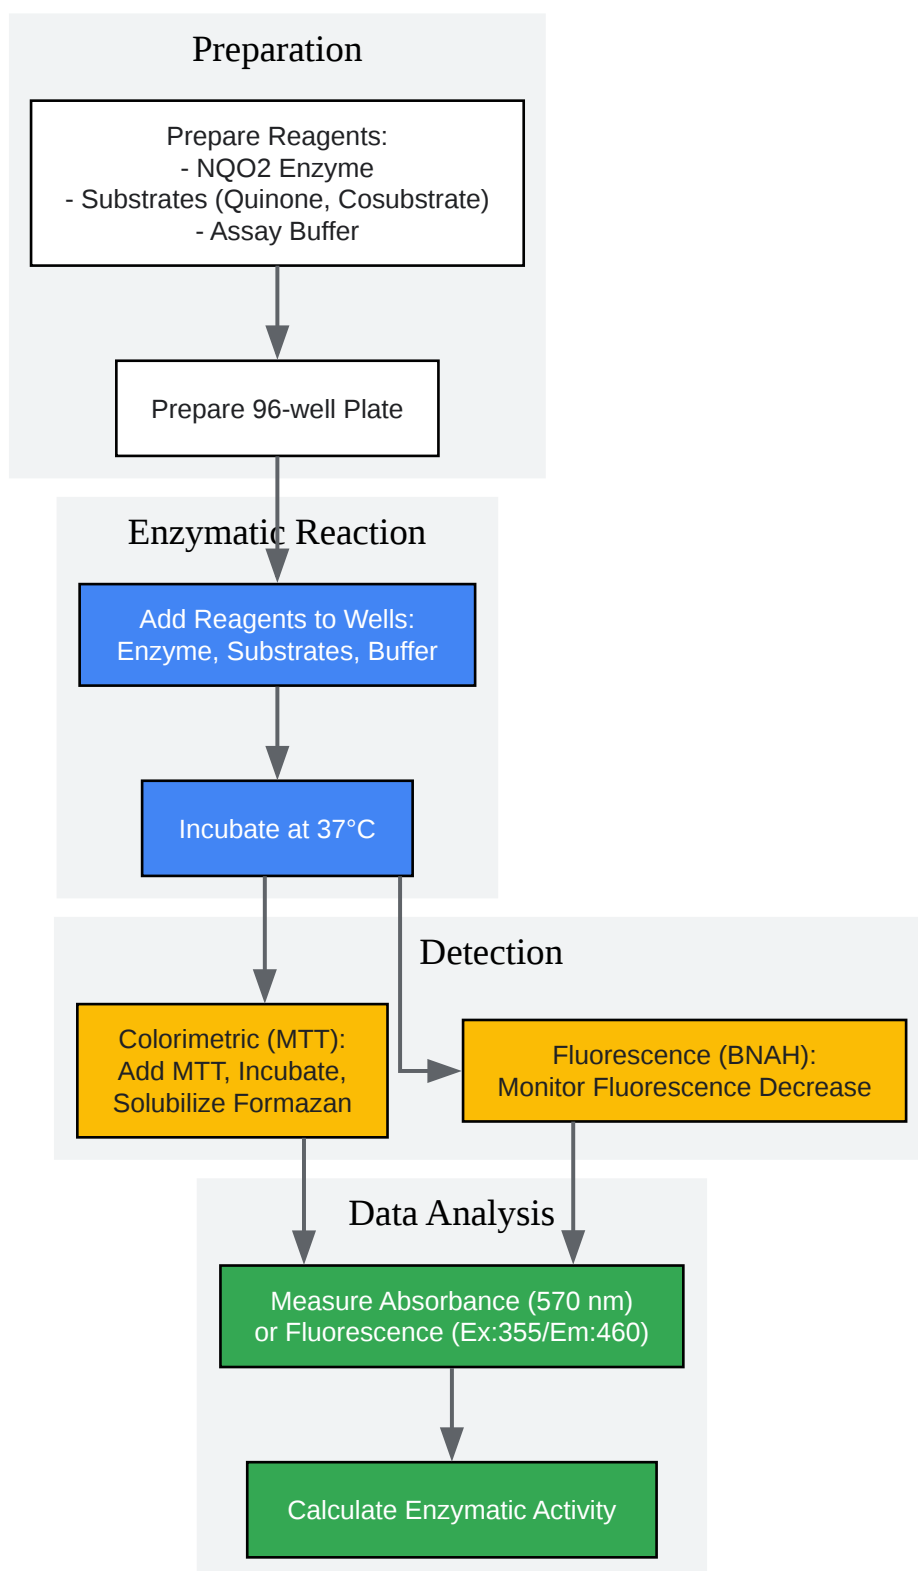 Preparation
Prepare Reagents:
- NQO2 Enzyme
- Substrates (Quinone, Cosubstrate)
- Assay Buffer
Prepare 96-well Plate
Enzymatic Reaction
Add Reagents to Wells:
Enzyme, Substrates, Buffer
Incubate at 37°C
Detection
Colorimetric (MTT):
Add MTT, Incubate,
Solubilize Formazan
Fluorescence (BNAH):
Monitor Fluorescence Decrease
Data Analysis
Measure Absorbance (570 nm)
or Fluorescence (Ex:355/Em:460)
Calculate Enzymatic Activity